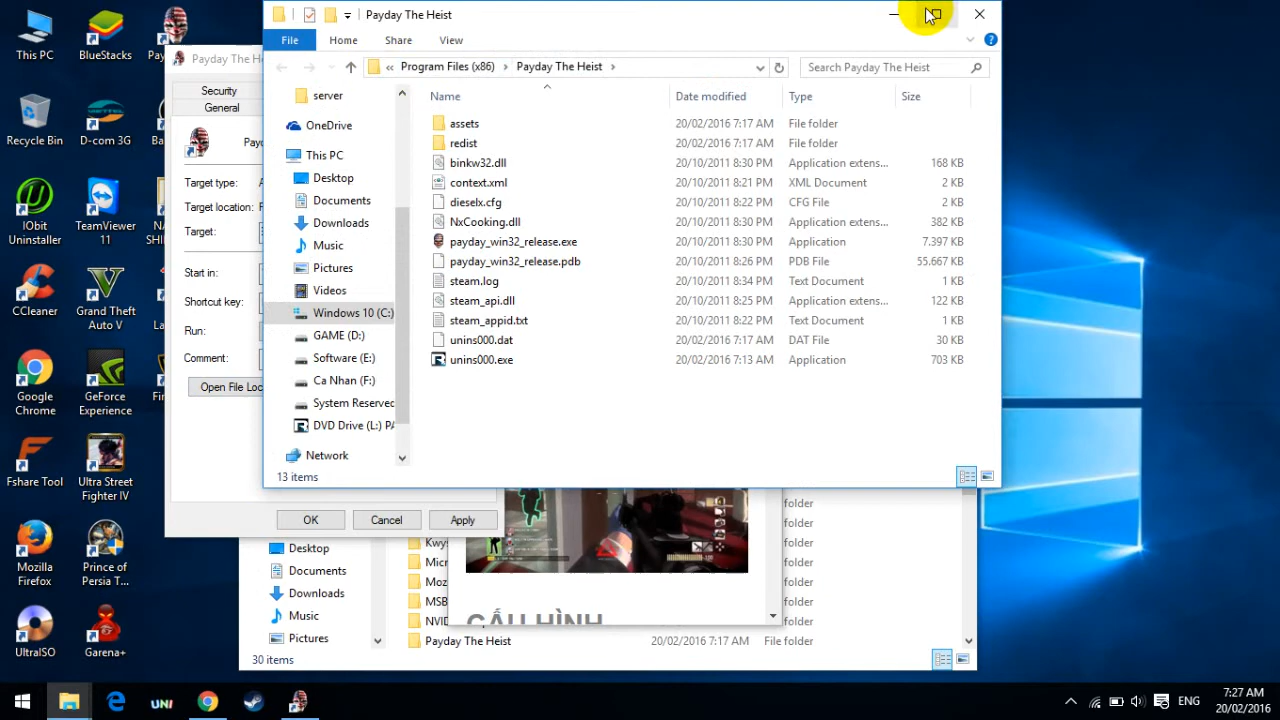 This PC
BlueStacks
Recycle Bin
D-com 3G
IObit
Uninstaller
TeamViewer
11
CCleaner
Grand Theft
Auto V
Google
Chrome
GeForce
Experience
Fshare Tool
Ultra Street
Fighter IV
Mozilla
Firefox
Prince of
Persia T...
UltraISO
Garena+
Payday The He
Security
General
Target type:
Target location:
Target:
Start in:
Shortcut key:
Run:
Comment:
Open File Loc
OK
Cancel
Apply
Payday The Heist
File
Home
Share
View
« Program Files (x86) > Payday The Heist >
Search Payday The Heist
server
OneDrive
This PC
Desktop
Documents
Downloads
Music
Pictures
Videos
Windows 10 (C:)
GAME (D:)
Software (E:)
Ca Nhan (F:)
System Reserved
DVD Drive (L:) PA
Network
Name Date modified Type Size
assets 20/02/2016 7:17 AM File folder
redist 20/02/2016 7:17 AM File folder
binkw32.dll 20/10/2011 8:30 PM Application extens... 168 KB
context.xml 20/10/2011 8:21 PM XML Document 2 KB
dieselx.cfg 20/10/2011 8:22 PM CFG File 2 KB
NxCooking.dll 20/10/2011 8:30 PM Application extens... 382 KB
payday_win32_release.exe 20/10/2011 8:30 PM Application 7.397 KB
payday_win32_release.pdb 20/10/2011 8:26 PM PDB File 55.667 KB
steam.log 20/10/2011 8:34 PM Text Document 1 KB
steam_api.dll 20/10/2011 8:25 PM Application extens... 122 KB
steam_appid.txt 20/10/2011 8:22 PM Text Document 1 KB
unins000.dat 20/02/2016 7:17 AM DAT File 30 KB
unins000.exe 20/02/2016 7:13 AM Application 703 KB
13 items
Desktop
Documents
Downloads
Music
Pictures
Micr
Moz
MSB
NVID
CẤU HÌNH
folder
folder
folder
folder
folder
folder
folder
Payday The Heist 20/02/2016 7:17 AM File folder
30 items
UNI
ENG
7:27 AM
20/02/2016